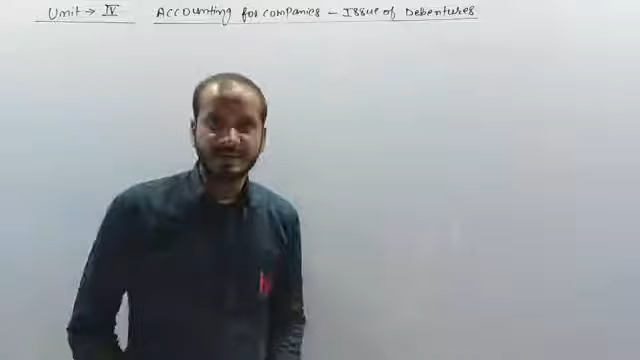 Unit → IV Accounting for companies - Issue of Debentures